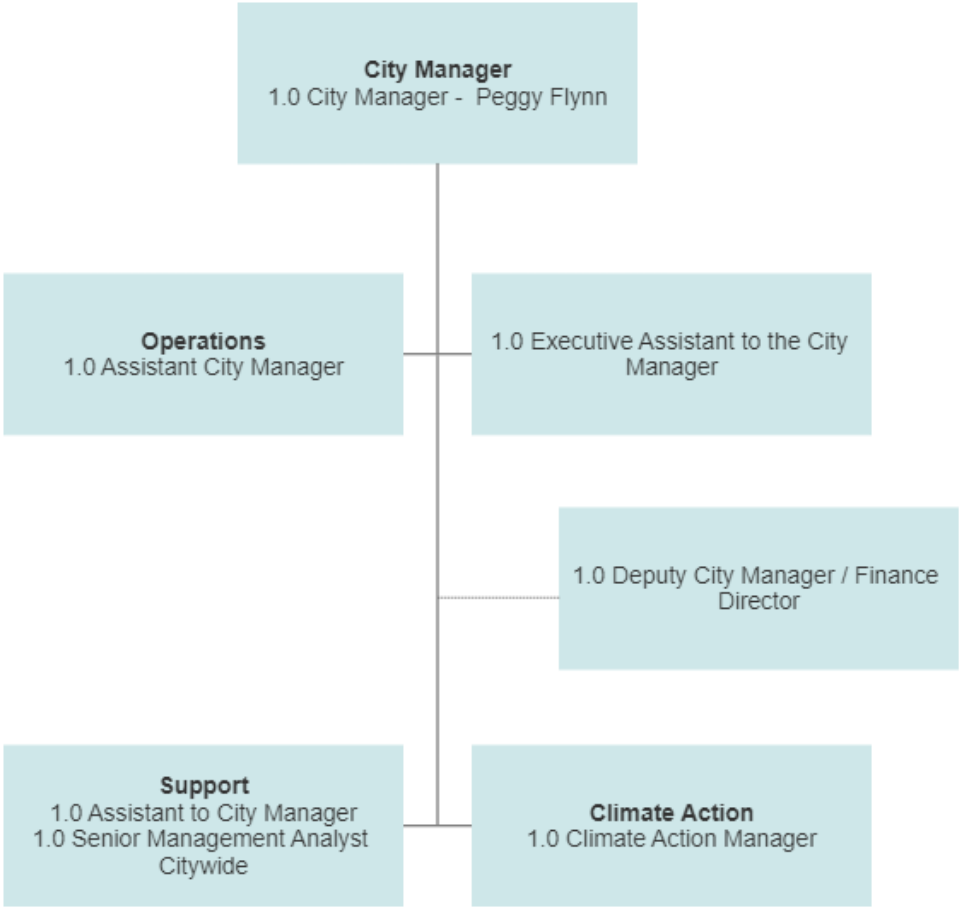 City Manager
1.0 City Manager - Peggy Flynn
Operations
1.0 Assistant City Manager
1.0 Executive Assistant to the City
Manager
1.0 Deputy City Manager / Finance
Director
Support
1.0 Assistant to City Manager
1.0 Senior Management Analyst
Citywide
Climate Action
1.0 Climate Action Manager